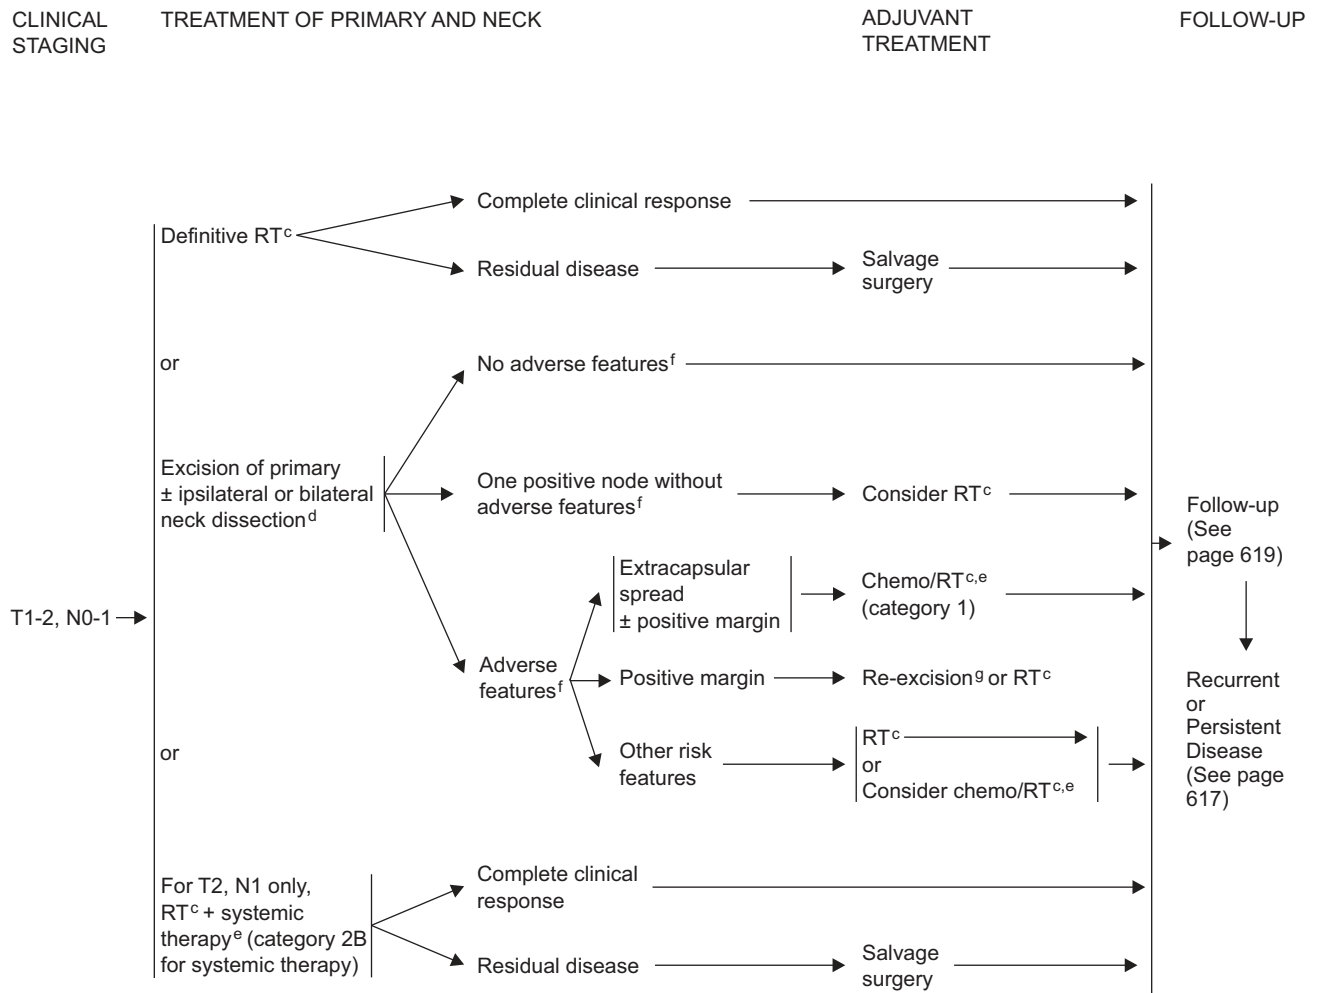 CLINICAL
STAGING
TREATMENT OF PRIMARY AND NECK
ADJUVANT
TREATMENT
FOLLOW-UP
T1-2, N0-1
Definitive RTc
Complete clinical response
Residual disease
Salvage
surgery
or
Excision of primary
± ipsilateral or bilateral
neck dissectiond
No adverse featuresf
One positive node without
adverse featuresf
Consider RTc
Adverse
featuresf
Extracapsular
spread
± positive margin
Chemo/RTc,e
(category 1)
Positive margin
Re-excisiong or RTc
Other risk
features
RTc
or
Consider chemo/RTc,e
or
For T2, N1 only,
RTc + systemic
therapye (category 2B
for systemic therapy)
Complete clinical
response
Residual disease
Salvage
surgery
Follow-up
(See
page 619)
Recurrent
or
Persistent
Disease
(See page
617)